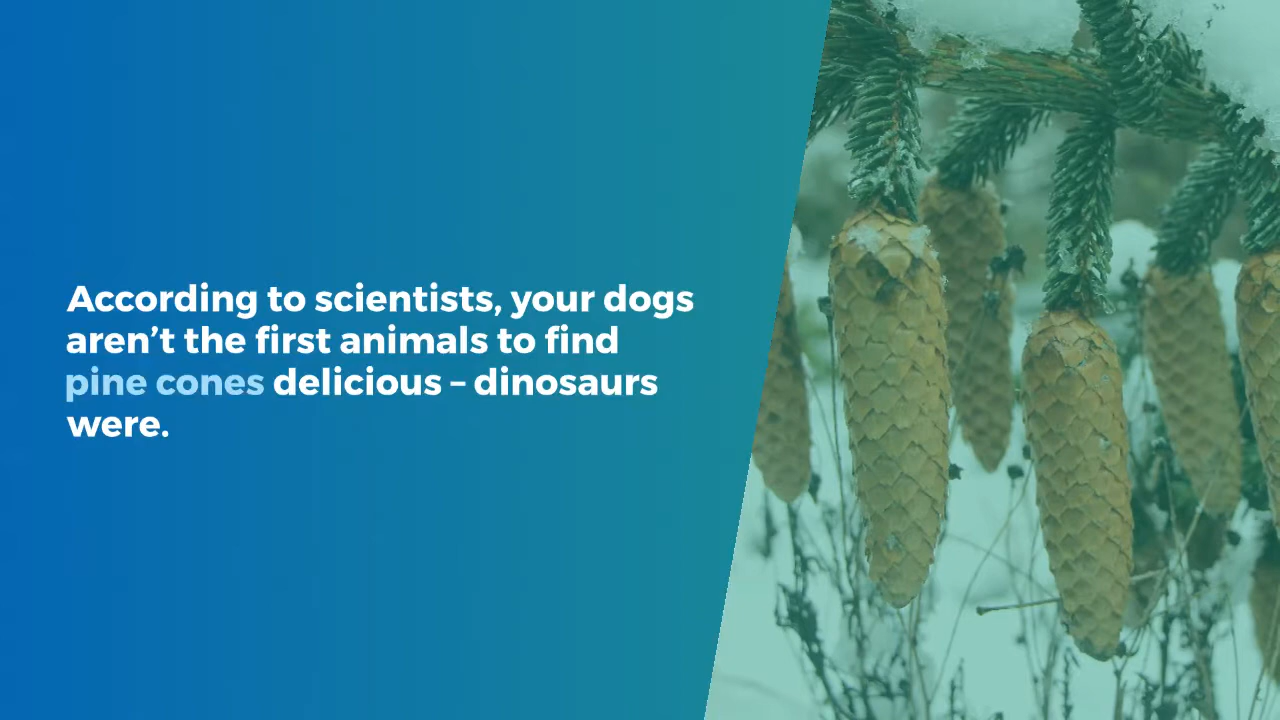 According to scientists, your dogs
aren’t the first animals to find
pine cones delicious – dinosaurs
were.